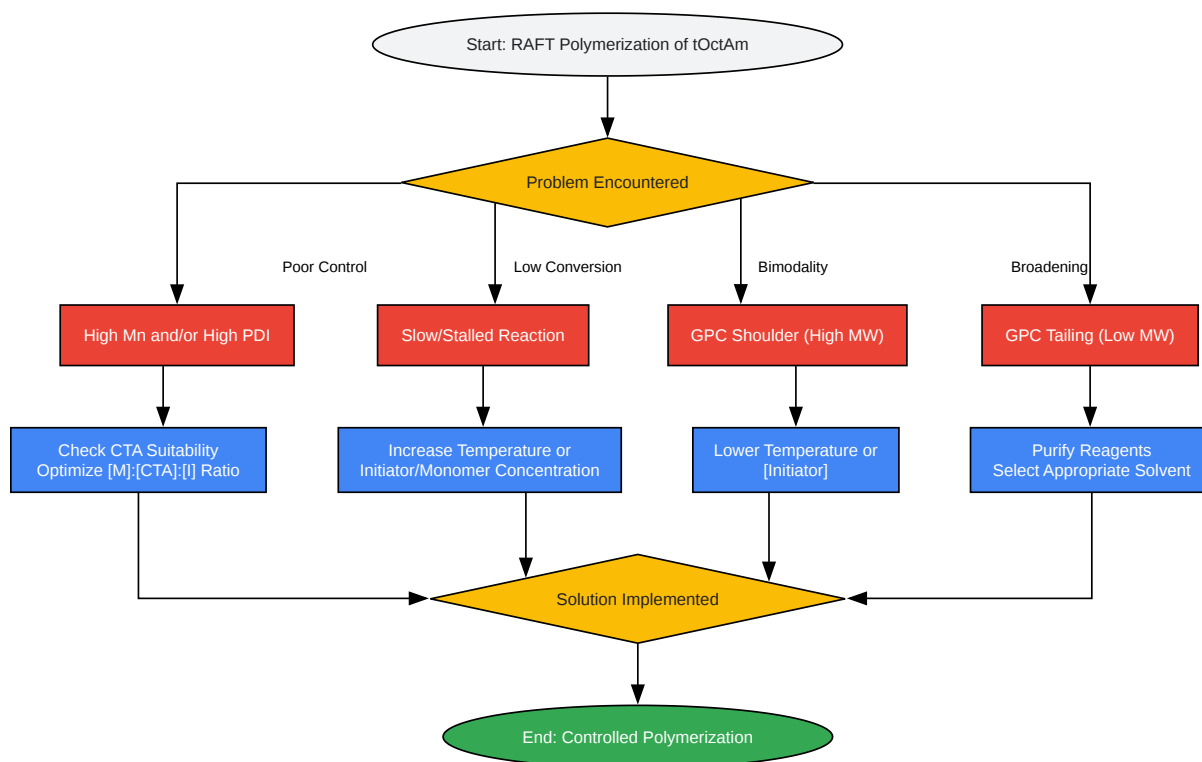 Start: RAFT Polymerization of tOctAm
Problem Encountered
Poor Control
Low Conversion
Bimodality
Broadening
High Mn and/or High PDI
Slow/Stalled Reaction
GPC Shoulder (High MW)
GPC Tailing (Low MW)
Check CTA Suitability
Optimize [M]:[CTA]:[I] Ratio
Increase Temperature or
Initiator/Monomer Concentration
Lower Temperature or
[Initiator]
Purify Reagents
Select Appropriate Solvent
Solution Implemented
End: Controlled Polymerization